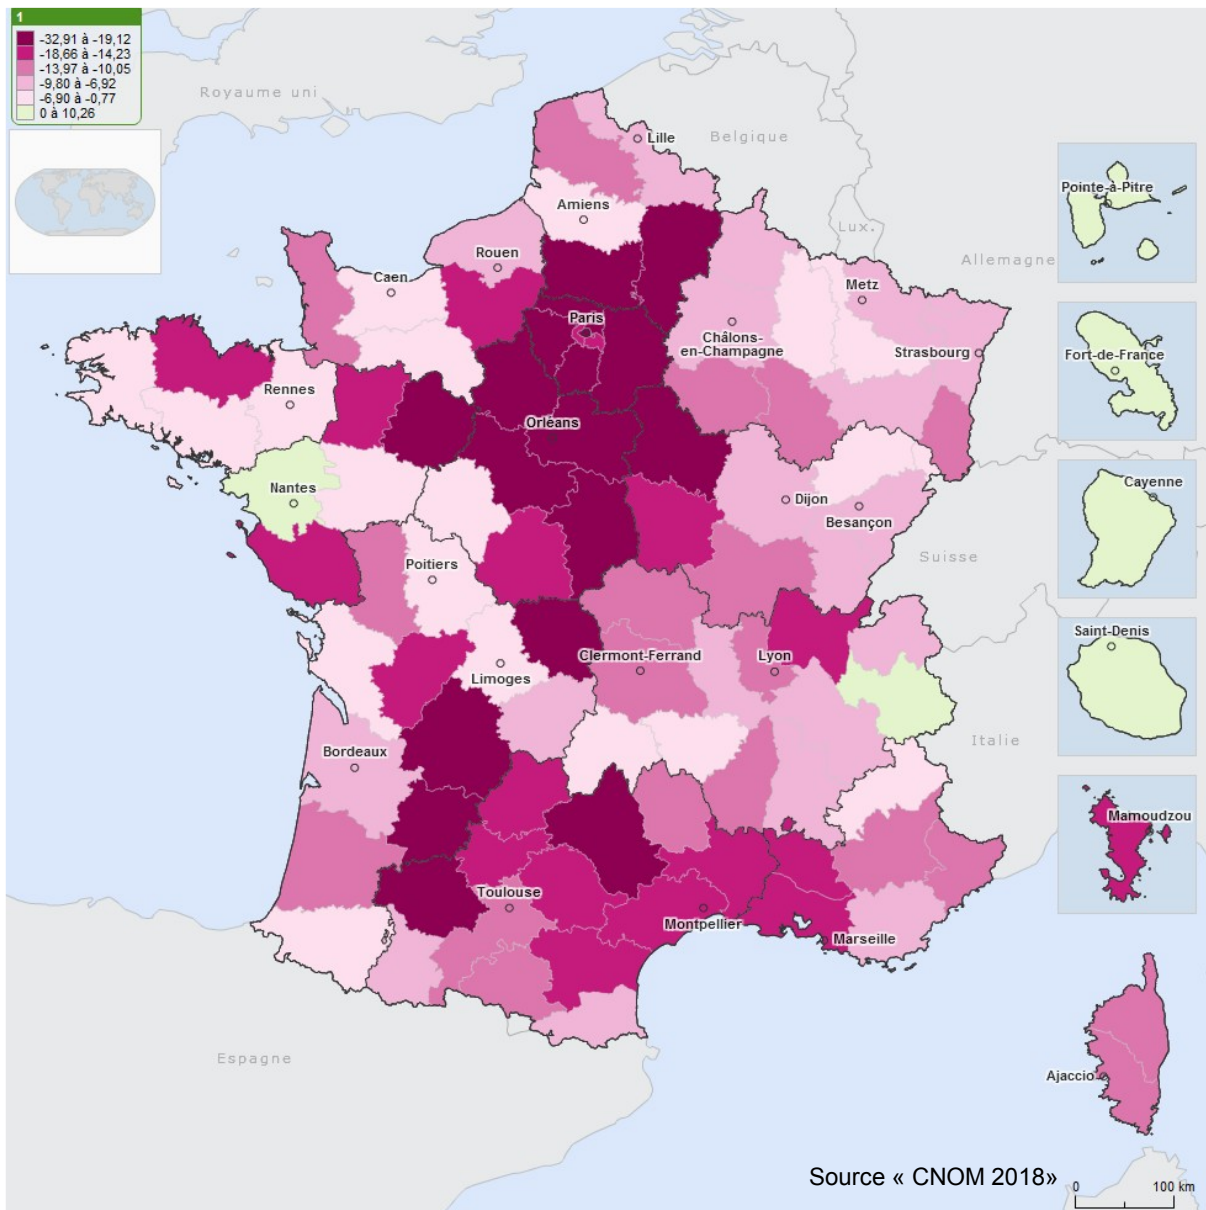 1
-32,91 à -19,12
-18,66 à -14,23
-13,97 à -10,05
-9,80 à -6,92
-6,90 à -0,77
0 à 10,26
Royaume uni
Lille
Belgique
Pointe-à-Pitre
Amiens
Lux.
Rouen
Allemagne
Caen
Metz
Paris
Châlons-
en-Champagne
Strasbourg
Fort-de-France
Rennes
Orléans
Nantes
Dijon
Besançon
Cayenne
Suisse
Poitiers
Saint-Denis
Clermont-Ferrand
Lyon
Limoges
Italie
Bordeaux
Mamoudzou
Toulouse
Montpellier
Marseille
Espagne
Ajaccio
Source « CNOM 2018»
0 100 km